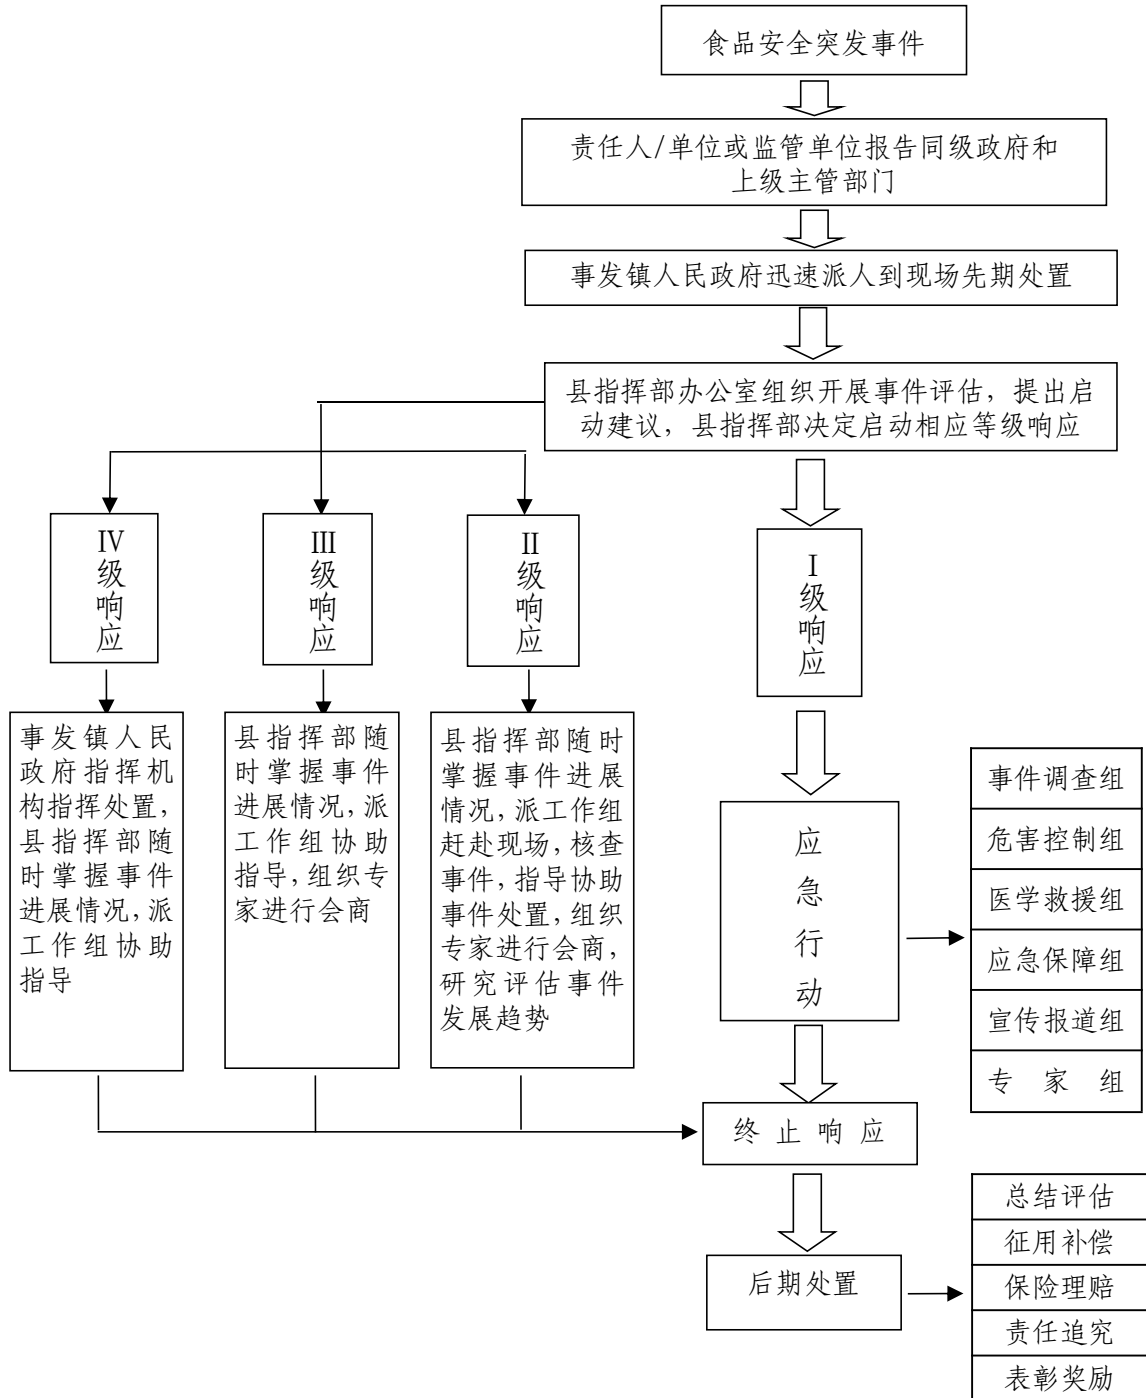 食品安全突发事件
责任人/单位或监管单位报告同级政府和
上级主管部门
事发镇人民政府迅速派人到现场先期处置
县指挥部办公室组织开展事件评估，提出启
动建议，县指挥部决定启动相应等级响应
IV
级
响
应
III
级
响
应
II
级
响
应
I
级
响
应
事发镇人民
政府指挥机
构指挥处置，
县指挥部随
时掌握事件
进展情况，派
工作组协助
指导
县指挥部随
时掌握事件
进展情况，派
工作组协助
指导，组织专
家进行会商
县指挥部随时
掌握事件进展
情况，派工作组
赶赴现场，核查
事件，指导协助
事件处置，组织
专家进行会商，
研究评估事件
发展趋势
应
急
行
动
事件调查组
危害控制组
医学救援组
应急保障组
宣传报道组
专 家 组
终 止 响 应
后期处置
总结评估
征用补偿
保险理赔
责任追究
表彰奖励